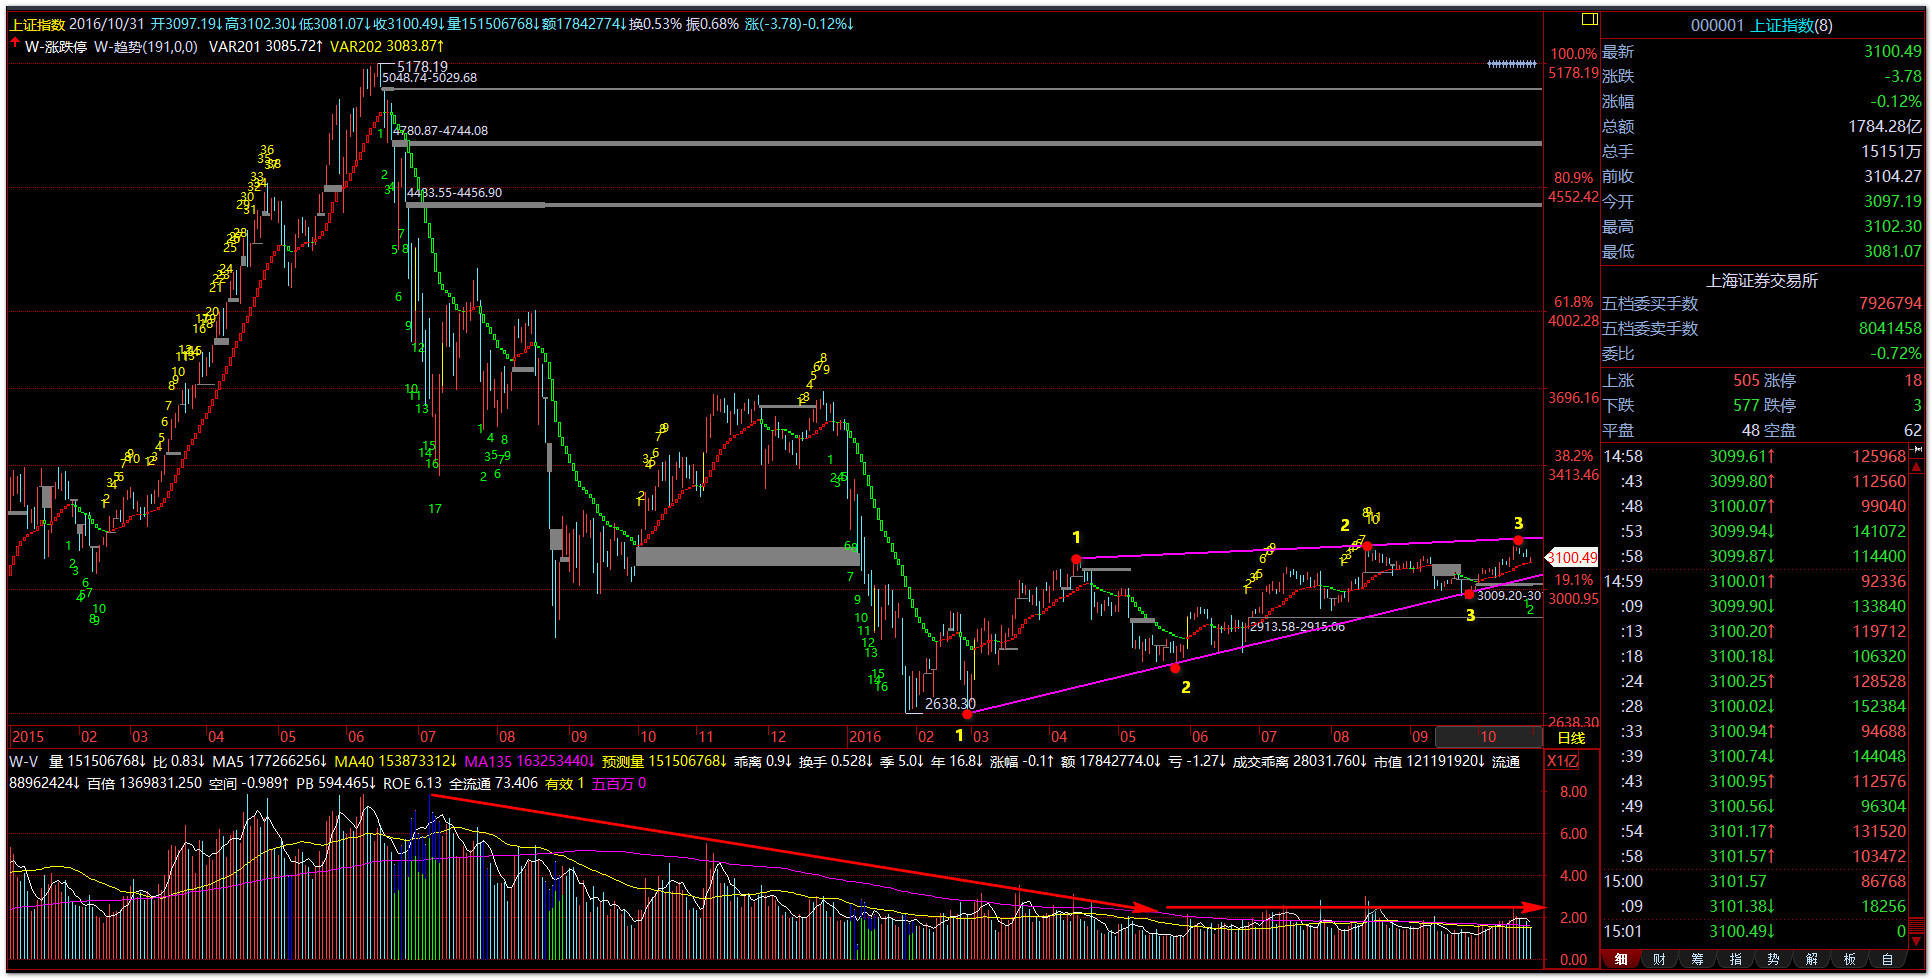 上证指数 2016/10/31 开3097.19↓高3102.30↓低3081.07↓收3100.49↓量151506768↓额17842774↓换0.53% 振0.68% 涨(-3.78)-0.12%↓
↑ W-涨跌停 W-趋势(191,0,0) VAR201 3085.72↑ VAR202 3083.87↑
5178.19
5048.74-5029.68
4780.87-4744.08
4433.55-4456.90
2638.30
2913.58-2915.06
3009.20-30
1
2
3
1
2
3
100.0%
5178.19
80.9%
4552.42
61.8%
4002.28
3696.16
38.2%
3413.46
3100.49
19.1%
3000.95
2638.30
2015 02 03 04 05 06 07 08 09 10 11 12 2016 02 03 04 05 06 07 08 09 10 日线
W-V 量 151506768↓ 比 0.83↓ MA5 177266256↓ MA40 153873312↓ MA135 163253440↓ 预测量 151506768↓ 乖离 0.9↓ 换手 0.528↓ 季 5.0↓ 年 16.8↓ 涨幅 -0.1↑ 额 17842774.0↓ 亏 -1.27↓ 成交乖离 28031.760↓ 市值 121191920↓ 流通
88962424↓ 百倍 1369831.250 空间 -0.989↑ PB 594.465↓ ROE 6.13 全流通 73.406 有效 1 五百万 0
X1亿
8.00
6.00
4.00
2.00
0.00
000001 上证指数(8)
最新 3100.49
涨跌 -3.78
涨幅 -0.12%
总额 1784.28亿
总手 15151万
前收 3104.27
今开 3097.19
最高 3102.30
最低 3081.07
上海证券交易所
五档委买手数 7926794
五档委卖手数 8041458
委比 -0.72%
上涨 505 涨停 18
下跌 577 跌停 3
平盘 48 空盘 62
14:58 3099.61↑ 125968
:43 3099.80↑ 112560
:48 3100.07↑ 99040
:53 3099.94↓ 141072
:58 3099.87↓ 114400
14:59 3100.01↑ 92336
:09 3099.90↓ 133840
:13 3100.20↑ 119712
:18 3100.18↓ 106320
:24 3100.25↑ 128528
:28 3100.02↓ 152384
:33 3100.94↑ 94688
:39 3100.74↓ 144048
:43 3100.95↑ 112576
:49 3100.56↓ 96304
:54 3101.17↑ 131520
:58 3101.57↑ 103472
15:00 3101.57 86768
:09 3101.38↓ 18256
15:01 3100.49↓ 0
细 财 筹 指 势 解 板 自